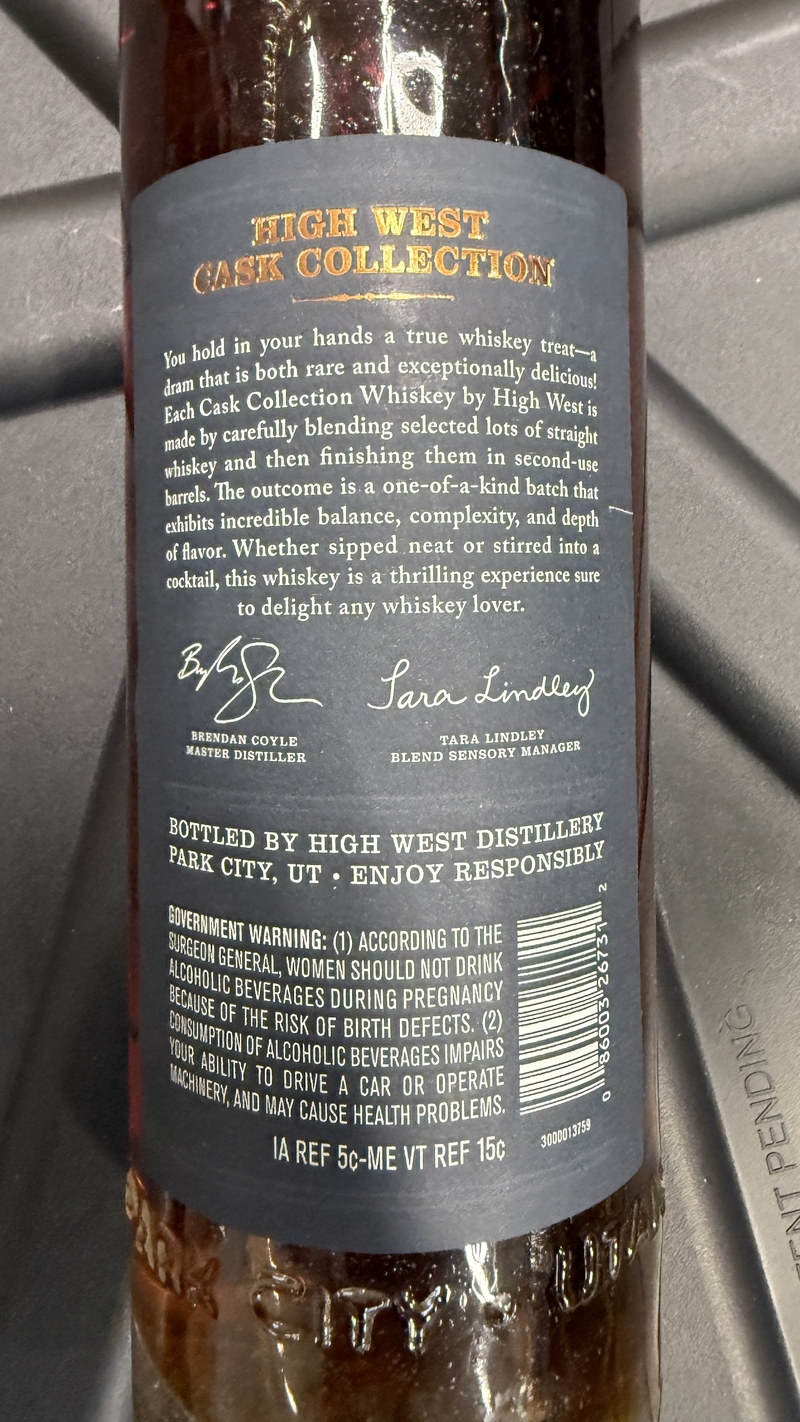 HIGH WEST
CASK COLLECTION
You hold in your hands a true whiskey treat—a
dram that is both rare and exceptionally delicious!
Each Cask Collection Whiskey by High West is
made by carefully blending selected lots of straight
whiskey and then finishing them in second-use
barrels. The outcome is a one-of-a-kind batch that
exhibits incredible balance, complexity, and depth
of flavor. Whether sipped neat or stirred into a
cocktail, this whiskey is a thrilling experience sure
to delight any whiskey lover.
Tara Lindley
BRENDAN COYLE
MASTER DISTILLER
TARA LINDLEY
BLEND SENSORY MANAGER
BOTTLED BY HIGH WEST DISTILLERY
PARK CITY, UT • ENJOY RESPONSIBLY
GOVERNMENT WARNING: (1) ACCORDING TO THE
SURGEON GENERAL, WOMEN SHOULD NOT DRINK
ALCOHOLIC BEVERAGES DURING PREGNANCY
BECAUSE OF THE RISK OF BIRTH DEFECTS. (2)
CONSUMPTION OF ALCOHOLIC BEVERAGES IMPAIRS
YOUR ABILITY TO DRIVE A CAR OR OPERATE
MACHINERY, AND MAY CAUSE HEALTH PROBLEMS.
0 86003 26731 2
IA REF 5¢-ME VT REF 15¢
3000013759
PARK CITY • UTAH
PENDING